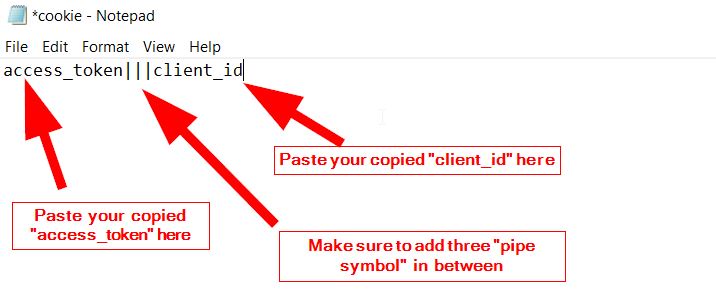 *cookie - Notepad
File Edit Format View Help
access_token|||client_id
Paste your copied "client_id" here
Paste your copied
"access_token" here
Make sure to add three "pipe
symbol" in between